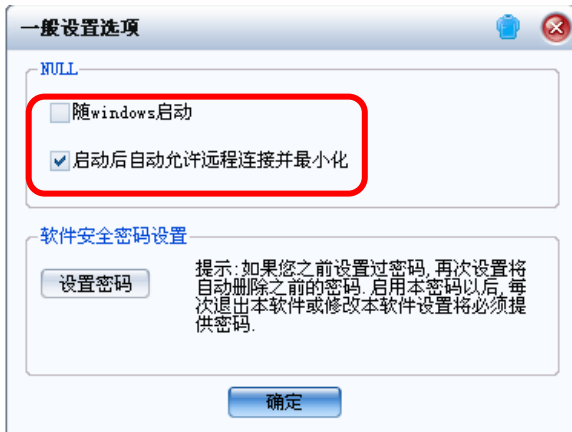 一般设置选项
NULL
随windows启动
启动后自动允许远程连接并最小化
软件安全密码设置
设置密码
提示:如果您之前设置过密码,再次设置将
自动删除之前的密码.启用本密码以后,每
次退出本软件或修改本软件设置将必须提
供密码.
确定